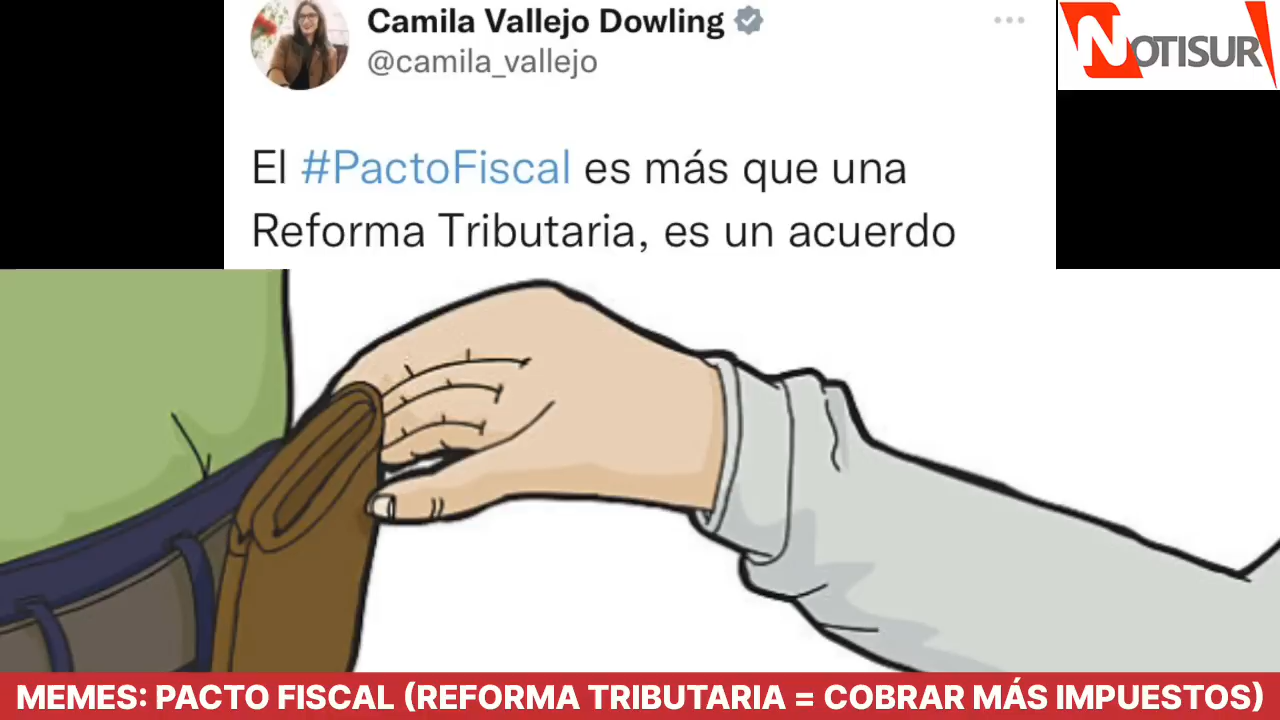 Camila Vallejo Dowling
@camila_vallejo
NOTISUR
El #PactoFiscal es más que una
Reforma Tributaria, es un acuerdo
MEMES: PACTO FISCAL (REFORMA TRIBUTARIA = COBRAR MÁS IMPUESTOS)